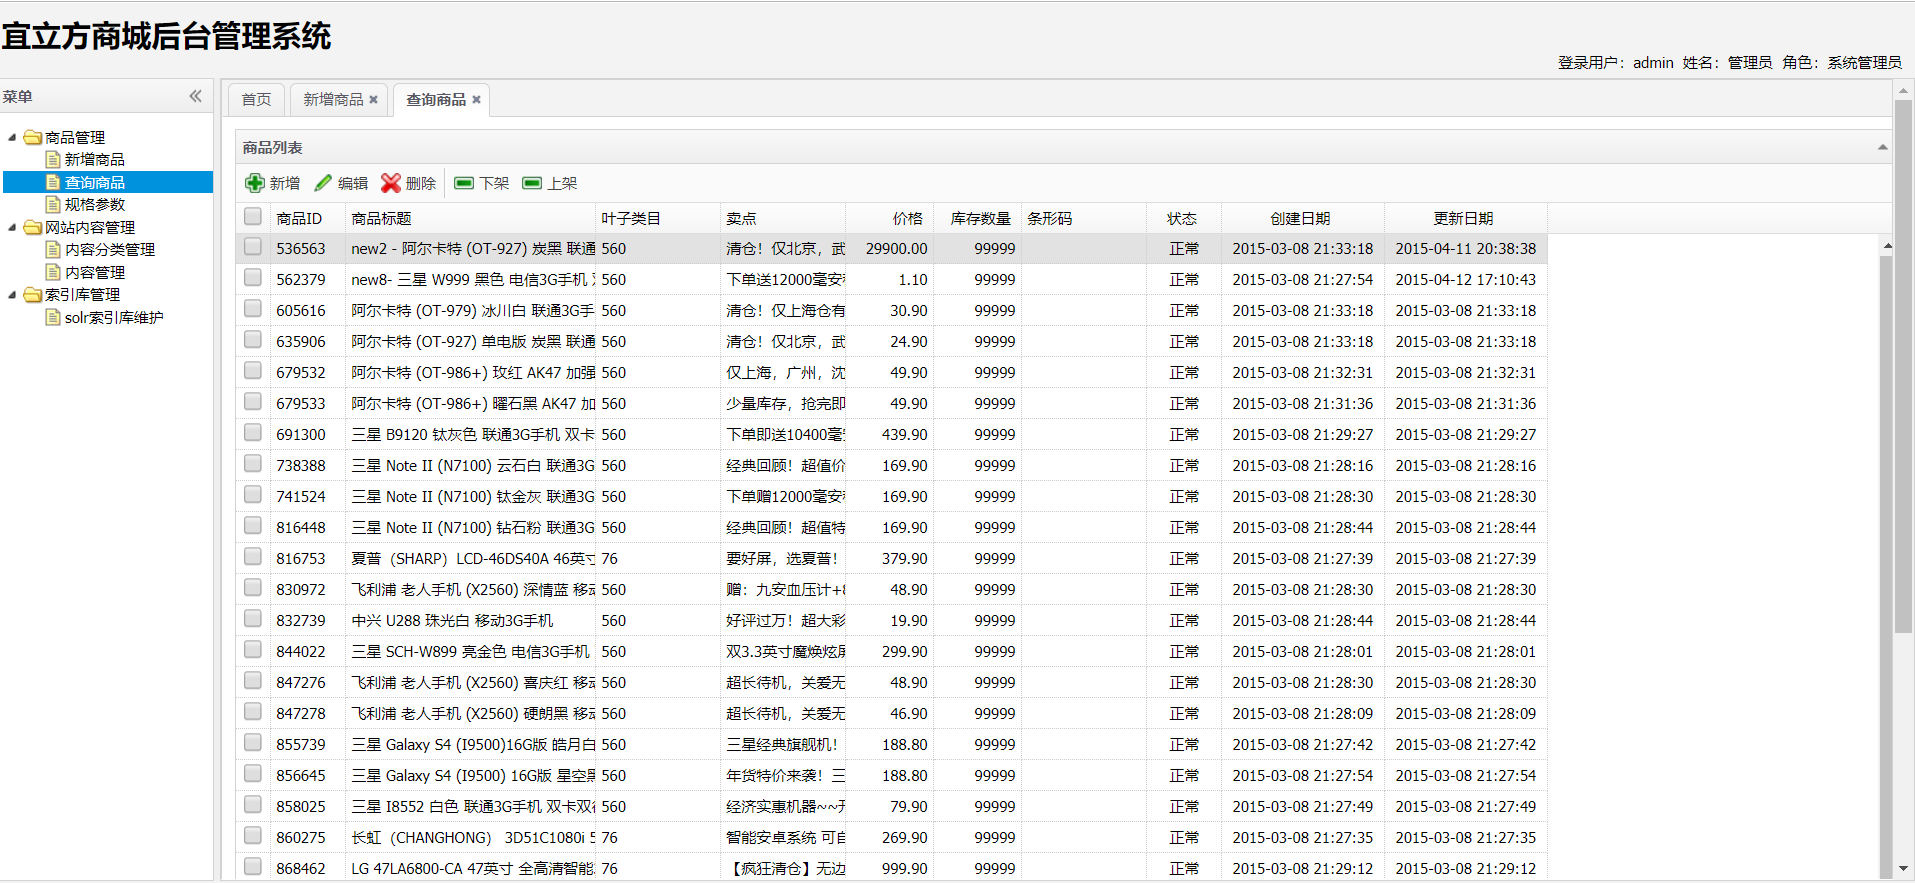 宜立方商城后台管理系统
登录用户：admin 姓名：管理员 角色：系统管理员
菜单
商品管理
新增商品
查询商品
规格参数
网站内容管理
内容分类管理
内容管理
索引库管理
solr索引库维护
首页 新增商品 查询商品
商品列表
新增 编辑 删除 下架 上架
商品ID 商品标题 叶子类目 卖点 价格 库存数量 条形码 状态 创建日期 更新日期
536563 new2 - 阿尔卡特 (OT-927) 炭黑 联通 560 清仓！仅北京，武 29900.00 99999 正常 2015-03-08 21:33:18 2015-04-11 20:38:38
562379 new8- 三星 W999 黑色 电信3G手机 560 下单送12000毫安 1.10 99999 正常 2015-03-08 21:27:54 2015-04-12 17:10:43
605616 阿尔卡特 (OT-979) 冰川白 联通3G手 560 清仓！仅上海仓有 30.90 99999 正常 2015-03-08 21:33:18 2015-03-08 21:33:18
635906 阿尔卡特 (OT-927) 单电版 炭黑 联通 560 清仓！仅北京，武 24.90 99999 正常 2015-03-08 21:33:18 2015-03-08 21:33:18
679532 阿尔卡特 (OT-986+) 玫红 AK47 加强 560 仅上海，广州，沈 49.90 99999 正常 2015-03-08 21:32:31 2015-03-08 21:32:31
679533 阿尔卡特 (OT-986+) 曜石黑 AK47 加 560 少量库存，抢完即 49.90 99999 正常 2015-03-08 21:31:36 2015-03-08 21:31:36
691300 三星 B9120 钛灰色 联通3G手机 双卡 560 下单即送10400毫 439.90 99999 正常 2015-03-08 21:29:27 2015-03-08 21:29:27
738388 三星 Note II (N7100) 云石白 联通3G 560 经典回顾！超值价 169.90 99999 正常 2015-03-08 21:28:16 2015-03-08 21:28:16
741524 三星 Note II (N7100) 钛金灰 联通3G 560 下单赠12000毫安 169.90 99999 正常 2015-03-08 21:28:30 2015-03-08 21:28:30
816448 三星 Note II (N7100) 钻石粉 联通3G 560 经典回顾！超值特 169.90 99999 正常 2015-03-08 21:28:44 2015-03-08 21:28:44
816753 夏普（SHARP）LCD-46DS40A 46英寸 76 要好屏，选夏普！ 379.90 99999 正常 2015-03-08 21:27:39 2015-03-08 21:27:39
830972 飞利浦 老人手机 (X2560) 深情蓝 移动 560 赠：九安血压计+8 48.90 99999 正常 2015-03-08 21:28:30 2015-03-08 21:28:30
832739 中兴 U288 珠光白 移动3G手机 560 好评过万！超大彩 19.90 99999 正常 2015-03-08 21:28:44 2015-03-08 21:28:44
844022 三星 SCH-W899 亮金色 电信3G手机 560 双3.3英寸魔焕炫屏 299.90 99999 正常 2015-03-08 21:28:01 2015-03-08 21:28:01
847276 飞利浦 老人手机 (X2560) 喜庆红 移动 560 超长待机，关爱无 48.90 99999 正常 2015-03-08 21:28:30 2015-03-08 21:28:30
847278 飞利浦 老人手机 (X2560) 硬朗黑 移动 560 超长待机，关爱无 46.90 99999 正常 2015-03-08 21:28:09 2015-03-08 21:28:09
855739 三星 Galaxy S4 (I9500)16G版 皓月白 560 三星经典旗舰机！ 188.80 99999 正常 2015-03-08 21:27:42 2015-03-08 21:27:42
856645 三星 Galaxy S4 (I9500) 16G版 星空黑 560 年货特价来袭！三 188.80 99999 正常 2015-03-08 21:27:54 2015-03-08 21:27:54
858025 三星 I8552 白色 联通3G手机 双卡双待 560 经济实惠机器~~ 79.90 99999 正常 2015-03-08 21:27:49 2015-03-08 21:27:49
860275 长虹（CHANGHONG） 3D51C1080i 5 76 智能安卓系统 可自 269.90 99999 正常 2015-03-08 21:27:35 2015-03-08 21:27:35
868462 LG 47LA6800-CA 47英寸 全高清智能 76 【疯狂清仓】无边 999.90 99999 正常 2015-03-08 21:29:12 2015-03-08 21:29:12